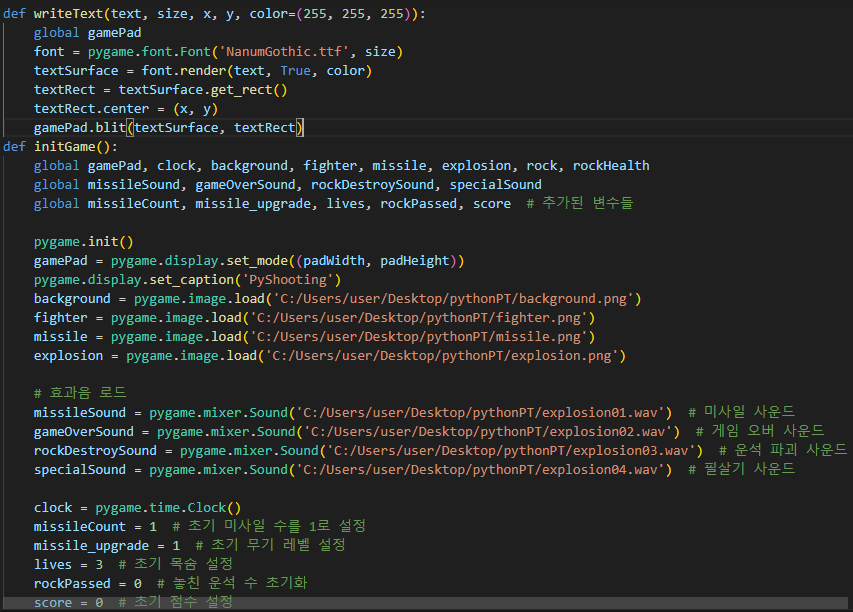 def writeText(text, size, x, y, color=(255, 255, 255)):
    global gamePad
    font = pygame.font.Font('NanumGothic.ttf', size)
    textSurface = font.render(text, True, color)
    textRect = textSurface.get_rect()
    textRect.center = (x, y)
    gamePad.blit(textSurface, textRect)
def initGame():
    global gamePad, clock, background, fighter, missile, explosion, rock, rockHealth
    global missileSound, gameOverSound, rockDestroySound, specialSound
    global missileCount, missile_upgrade, lives, rockPassed, score  # 추가된 변수들
    pygame.init()
    gamePad = pygame.display.set_mode((padWidth, padHeight))
    pygame.display.set_caption('PyShooting')
    background = pygame.image.load('C:/Users/user/Desktop/pythonPT/background.png')
    fighter = pygame.image.load('C:/Users/user/Desktop/pythonPT/fighter.png')
    missile = pygame.image.load('C:/Users/user/Desktop/pythonPT/missile.png')
    explosion = pygame.image.load('C:/Users/user/Desktop/pythonPT/explosion.png')
    # 효과음 로드
    missileSound = pygame.mixer.Sound('C:/Users/user/Desktop/pythonPT/explosion01.wav')  # 미사일 사운드
    gameOverSound = pygame.mixer.Sound('C:/Users/user/Desktop/pythonPT/explosion02.wav')  # 게임 오버 사운드
    rockDestroySound = pygame.mixer.Sound('C:/Users/user/Desktop/pythonPT/explosion03.wav')  # 운석 파괴 사운드
    specialSound = pygame.mixer.Sound('C:/Users/user/Desktop/pythonPT/explosion04.wav')  # 필살기 사운드
    clock = pygame.time.Clock()
    missileCount = 1  # 초기 미사일 수를 1로 설정
    missile_upgrade = 1  # 초기 무기 레벨 설정
    lives = 3  # 초기 목숨 설정
    rockPassed = 0  # 놓친 운석 수 초기화
    score = 0  # 초기 점수 설정